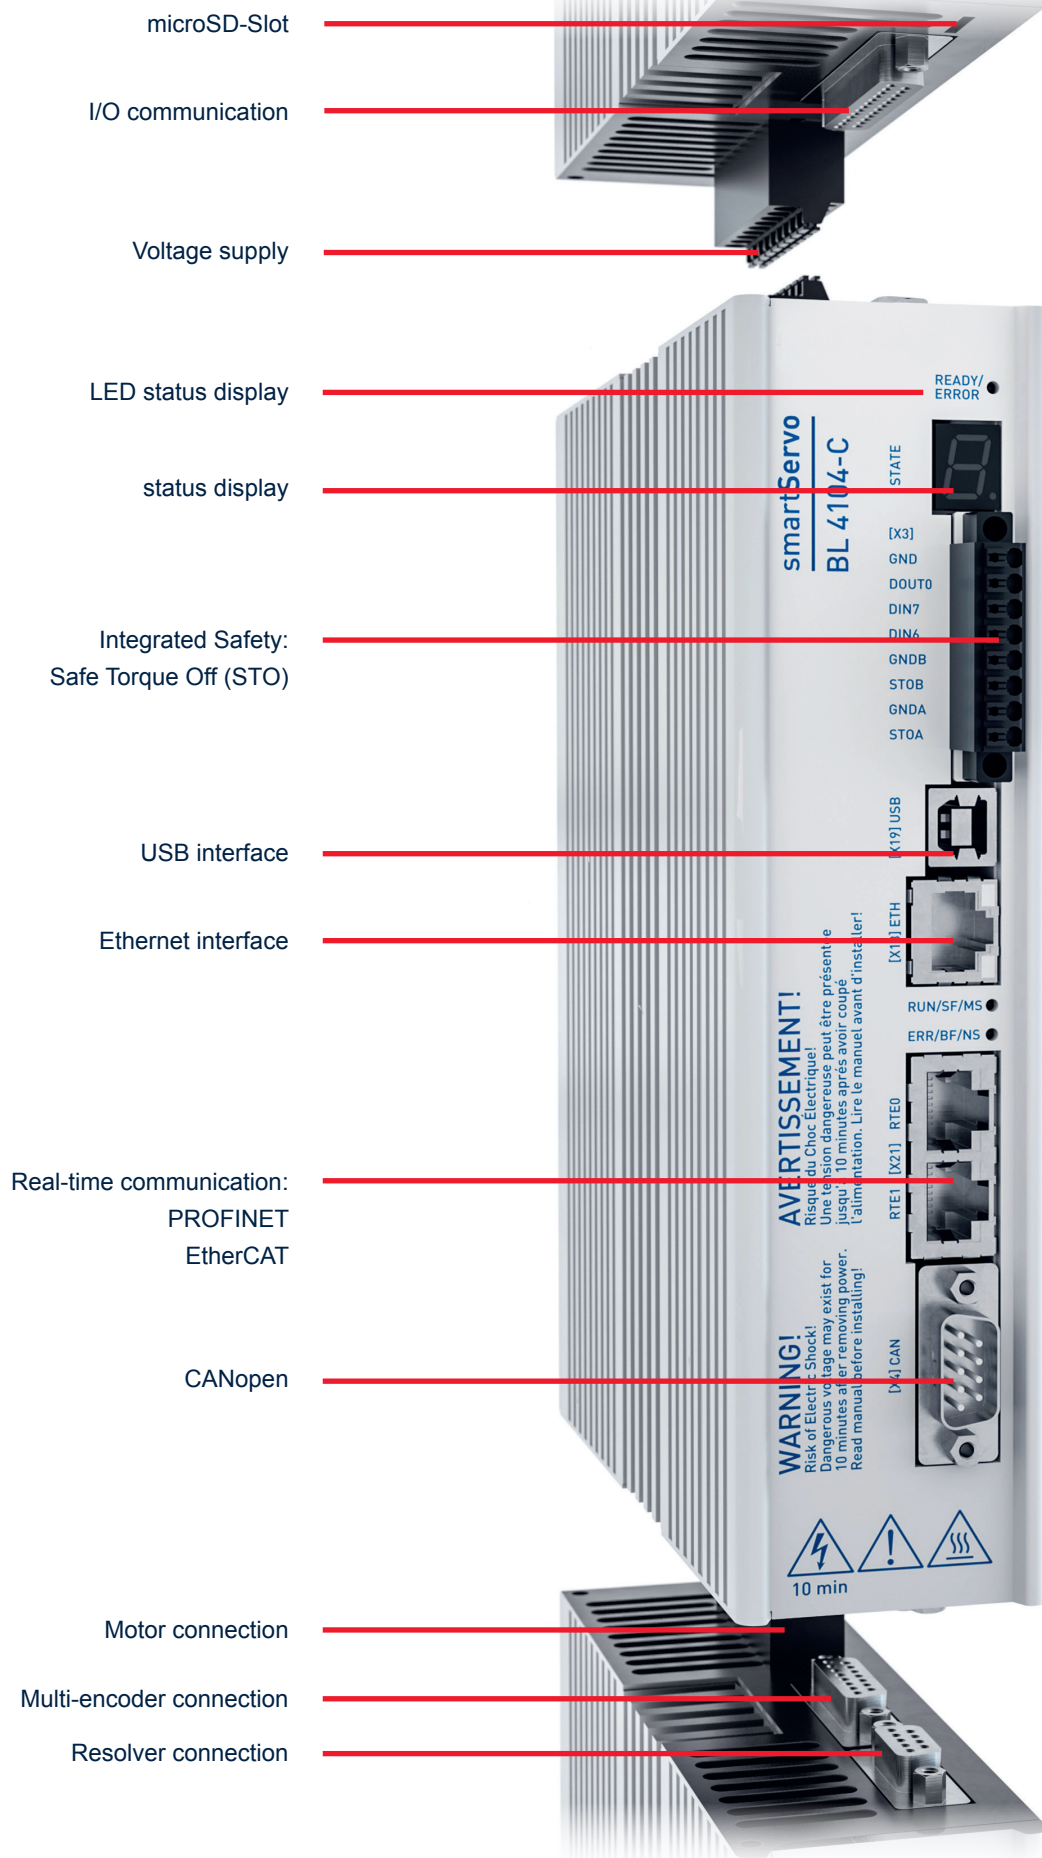 microSD-Slot
I/O communication
Voltage supply
LED status display
status display
Integrated Safety:
Safe Torque Off (STO)
USB interface
Ethernet interface
Real-time communication:
PROFINET
EtherCAT
CANopen
Motor connection
Multi-encoder connection
Resolver connection
READY/
ERROR
STATE
smartServo
BL 4104-C
[X3]
GND
DOUT0
DIN7
DIN6
GNDB
STOB
GNDA
STOA
[X19] USB
ETH
RUN/SF/MS
ERR/BF/NS
RTE1 [X21] RTE0
[X4] CAN
AVERTISSEMENT!
Risque du Choc Électrique!
Une tension dangereuse peut être présentée
jusqu'à 10 minutes aprés avoir coupé
l'alimentation. Lire le manuel avant d'installer!
WARNING!
Risk of Electric Shock!
Dangerous voltage may exist for
10 minutes after removing power.
Read manual before installing!
10 min